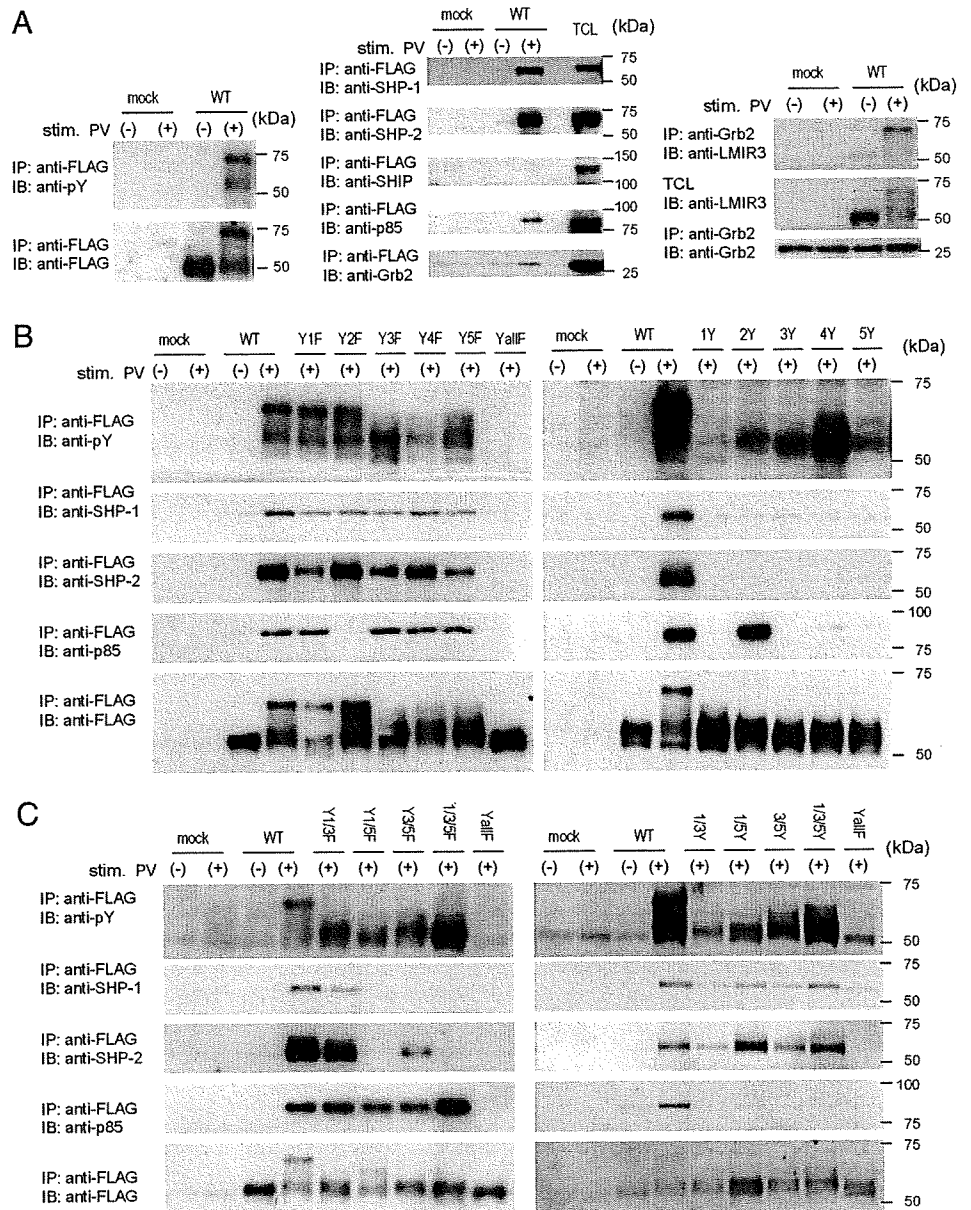 A
mock WT
stim. PV (-) (+) (-) (+) (kDa)
IP: anti-FLAG
IB: anti-pY
75
50
IP: anti-FLAG
IB: anti-FLAG
75
50
mock WT TCL (kDa)
stim. PV (-) (+) (-) (+)
IP: anti-FLAG
IB: anti-SHP-1
75
50
IP: anti-FLAG
IB: anti-SHP-2
75
50
IP: anti-FLAG
IB: anti-SHIP
150
100
IP: anti-FLAG
IB: anti-p85
100
75
IP: anti-FLAG
IB: anti-Grb2
25
mock WT
stim. PV (-) (+) (-) (+) (kDa)
IP: anti-Grb2
IB: anti-LMIR3
75
50
TCL
IB: anti-LMIR3
75
50
IP: anti-Grb2
IB: anti-Grb2
25
B
mock WT Y1F Y2F Y3F Y4F Y5F YallF
stim. PV (-) (+) (-) (+) (+) (+) (+) (+) (+) (+)
mock WT 1Y 2Y 3Y 4Y 5Y (kDa)
(-) (+) (-) (+) (+) (+) (+) (+) (+)
IP: anti-FLAG
IB: anti-pY
75
50
IP: anti-FLAG
IB: anti-SHP-1
75
50
IP: anti-FLAG
IB: anti-SHP-2
75
50
IP: anti-FLAG
IB: anti-p85
100
75
IP: anti-FLAG
IB: anti-FLAG
75
50
C
mock WT Y1/3F Y1/5F Y3/5F 1/3/5F YallF
stim. PV (-) (+) (-) (+) (+) (+) (+) (+) (+)
mock WT 1/3Y 1/5Y 3/5Y 1/3/5Y YallF (kDa)
(-) (+) (-) (+) (+) (+) (+) (+) (+)
IP: anti-FLAG
IB: anti-pY
75
50
IP: anti-FLAG
IB: anti-SHP-1
75
50
IP: anti-FLAG
IB: anti-SHP-2
75
50
IP: anti-FLAG
IB: anti-p85
100
75
IP: anti-FLAG
IB: anti-FLAG
75
50